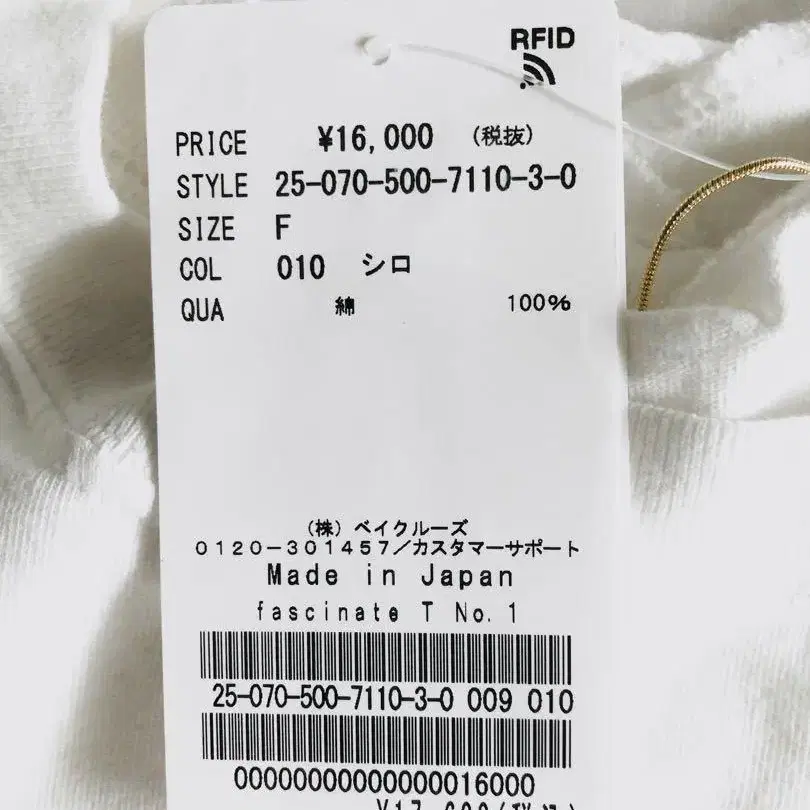 RFID
PRICE ¥16,000 (税抜)
STYLE 25-070-500-7110-3-0
SIZE F
COL 010 シロ
QUA 綿 100%
(株) ベイクルーズ
0120-301457/カスタマーサポート
Made in Japan
fascinate T No.1
25-070-500-7110-3-0 009 010
00000000000000016000